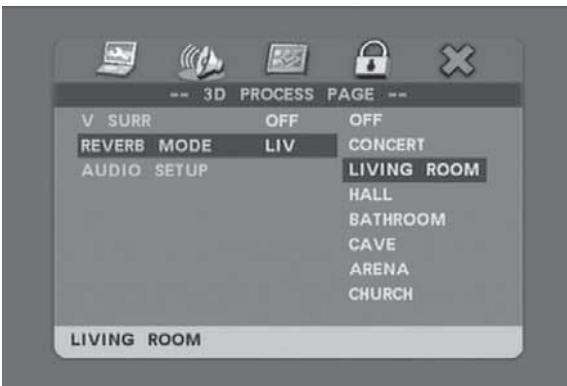 -- 3D PROCESS PAGE --
V SURR OFF OFF
REVERB MODE LIV CONCERT
AUDIO SETUP LIVING ROOM
HALL
BATHROOM
CAVE
ARENA
CHURCH
LIVING ROOM